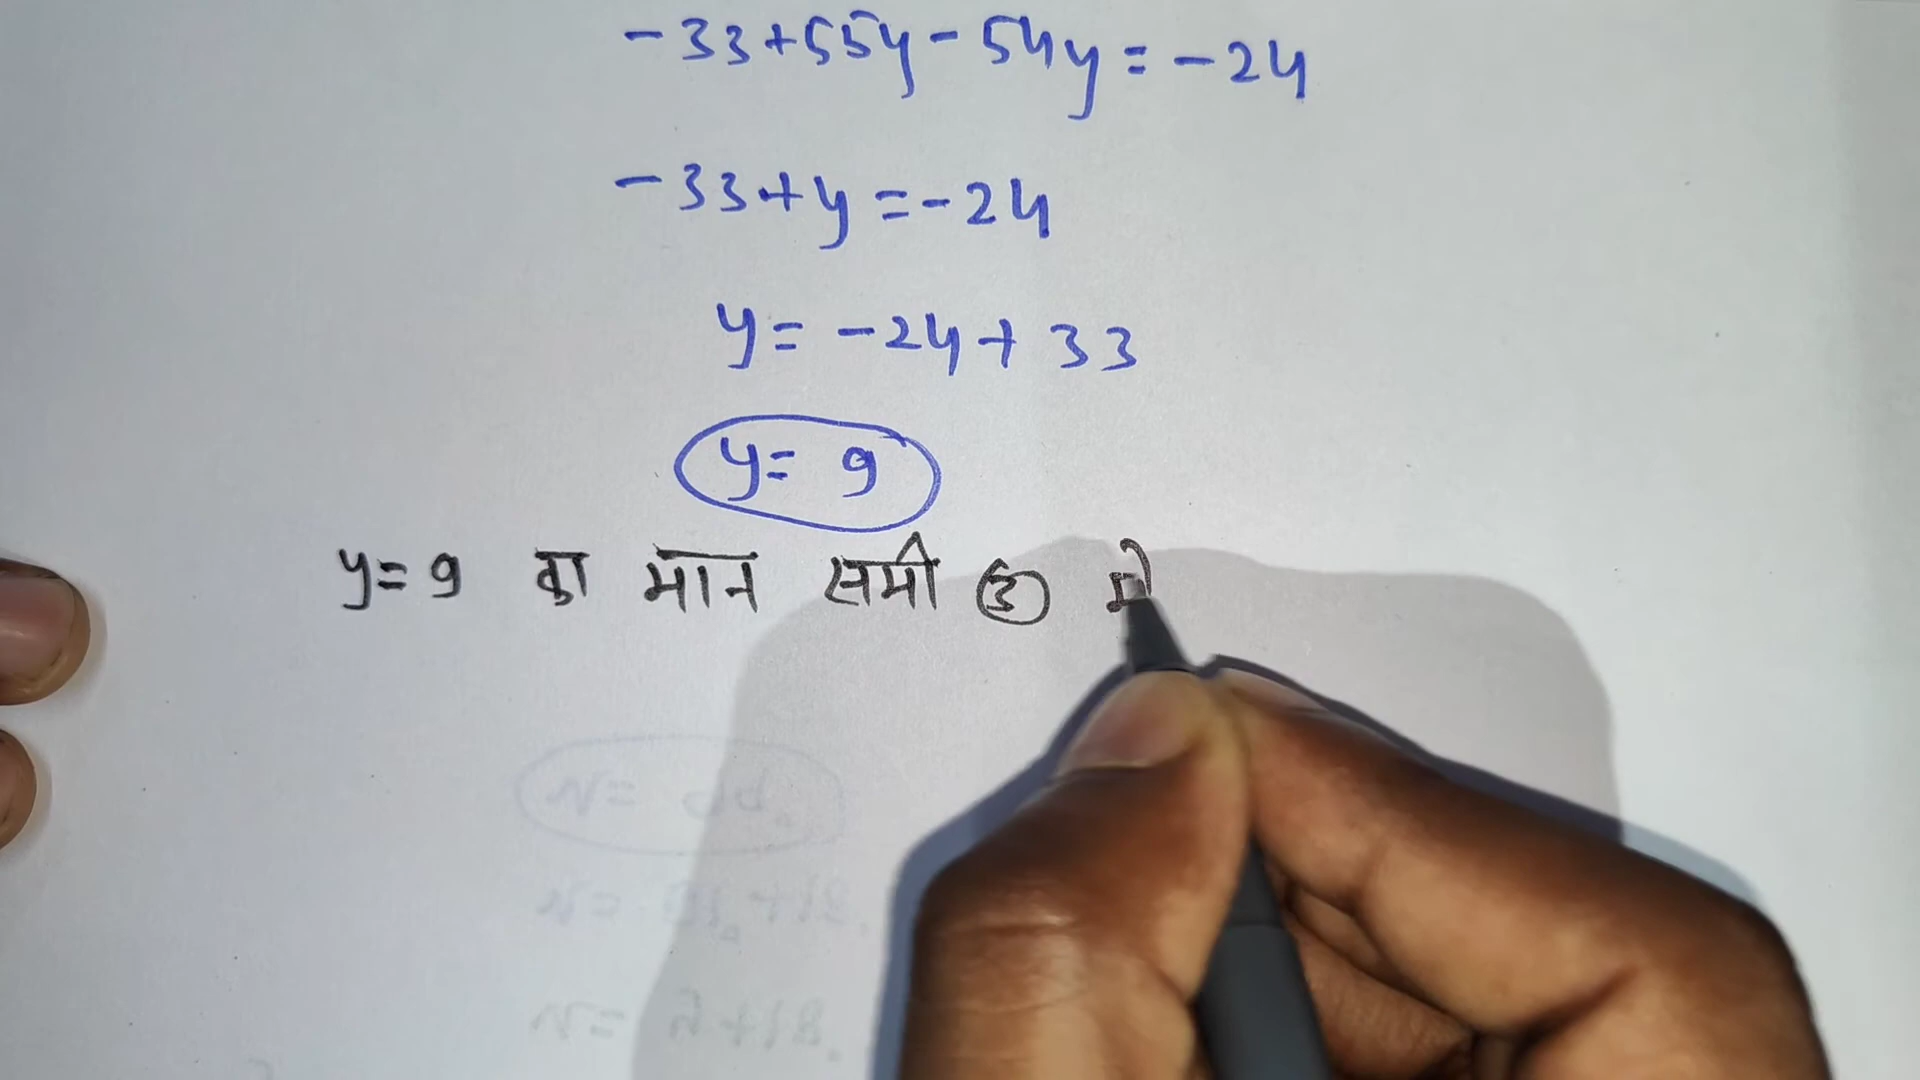 -33+55y-54y=-24
-33+y=-24
y=-24+33
y=9
y=9 का मान समी ③ मे